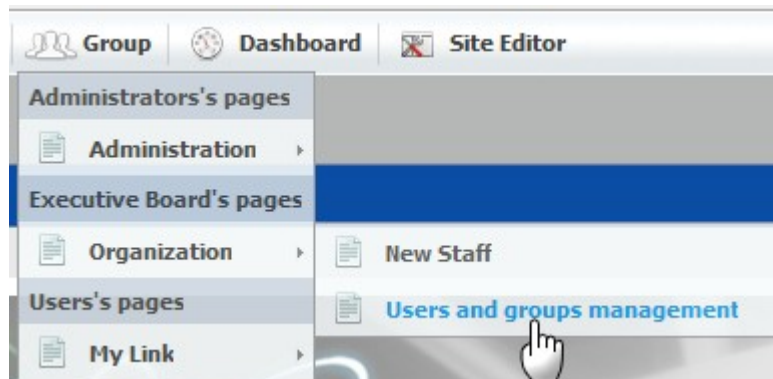 Group Dashboard Site Editor
Administrators's pages
Administration
Executive Board's pages
Organization
New Staff
Users's pages
Users and groups management
My Link